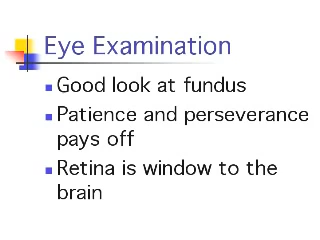 Eye Examination
Good look at fundus
Patience and perseverance
pays off
Retina is window to the
brain